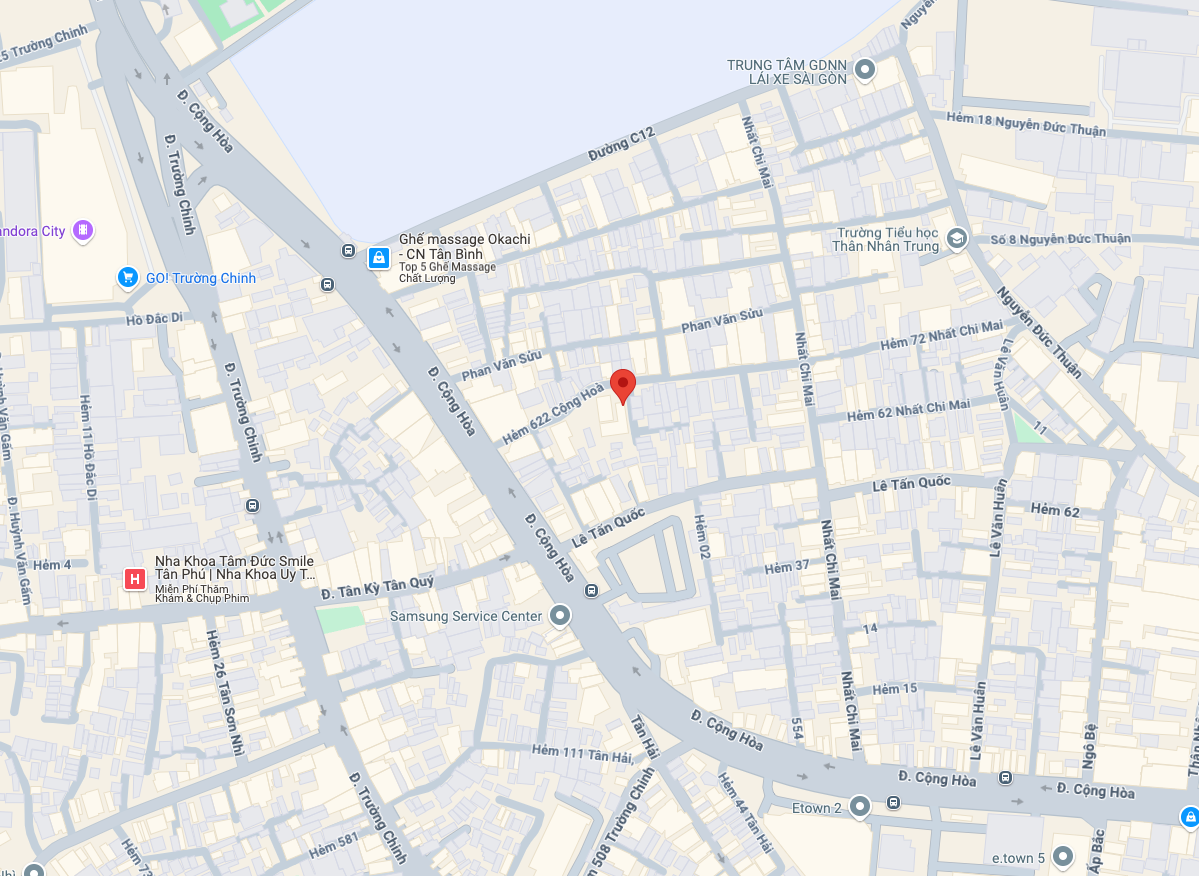 25 Trường Chinh
Nguyễn
TRUNG TÂM GDNN
LÁI XE SÀI GÒN
Đ. Cộng Hòa
Đường C12
Nhất Chi Mai
Hẻm 18 Nguyễn Đức Thuận
Đ. Trường Chinh
andora City
Ghế massage Okachi
- CN Tân Bình
Top 5 Ghế Massage
Chất Lượng
Trường Tiểu học
Thân Nhân Trung
Số 8 Nguyễn Đức Thuận
GO! Trường Chinh
Hồ Đắc Di
Phan Văn Sửu
Nguyễn Đức Thuận
Hẻm 72 Nhất Chi Mai
Phan Văn Sửu
Nhất Chi Mai
Lê Văn Huân
Đ. Trường Chinh
Đ. Cộng Hòa
Huỳnh Văn Gấm
Hẻm 11 Hồ Đắc Di
Hẻm 622 Cộng Hoà
Hẻm 62 Nhất Chi Mai
11
Lê Tấn Quốc
Lê Văn Huân
Hẻm 62
Đ. Huỳnh Văn Gấm
Đ. Cộng Hòa
Lê Tấn Quốc
Hẻm 02
Nhất Chi Mai
Hẻm 4
Nha Khoa Tâm Đức Smile
Tân Phú | Nha Khoa Uy T...
Miễn Phí Thăm
Khám & Chụp Phim
Hẻm 37
Đ. Tân Kỳ Tân Quý
Samsung Service Center
14
Hẻm 26 Tân Sơn Nhì
Hẻm 15
Nhất Chi Mai
Lê Văn Huân
Đ. Cộng Hòa
554
Ngô Bệ
Tân Hải
Hẻm 111 Tân Hải,
Đ. Cộng Hòa
Đ. Cộng Hòa
Đ. Trường Chinh
Hẻm 44 Tân Hải
Etown 2
508 Trường Chinh
Hẻm 581
Hẻm 73
e.town 5
Ấp Bắc